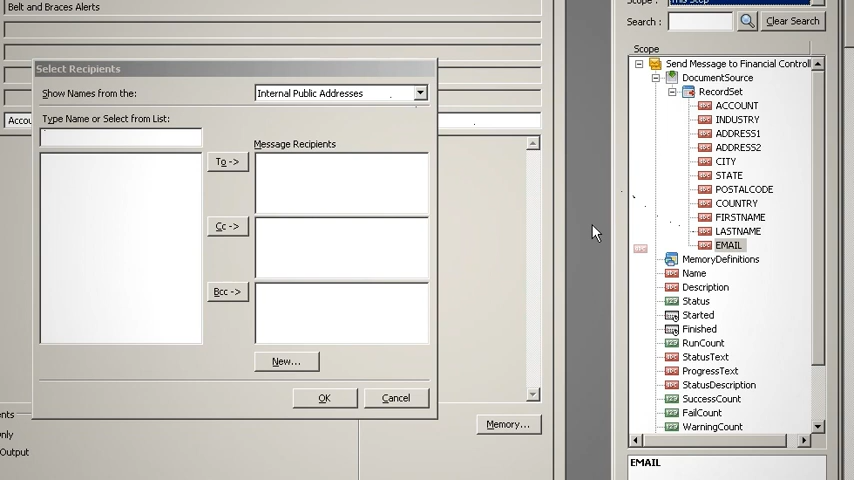 Belt and Braces Alerts
Select Recipients
Show Names from the:
Internal Public Addresses
Type Name or Select from List:
To ->
Message Recipients
Cc ->
Bcc ->
New...
OK
Cancel
Memory...
Output
Search :
Clear Search
Scope
Send Message to Financial Control
DocumentSource
RecordSet
ACCOUNT
INDUSTRY
ADDRESS1
ADDRESS2
CITY
STATE
POSTALCODE
COUNTRY
FIRSTNAME
LASTNAME
EMAIL
MemoryDefinitions
Name
Description
Status
Started
Finished
RunCount
StatusText
ProgressText
StatusDescription
SuccessCount
FailCount
WarningCount
EMAIL